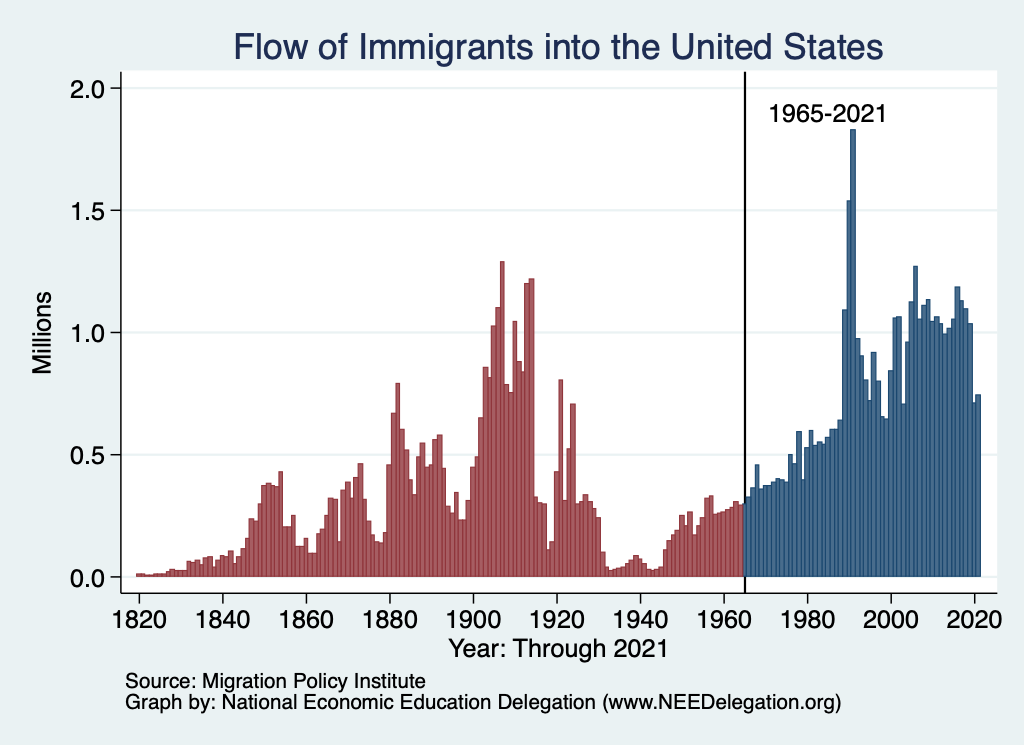 Flow of Immigrants into the United States
2.0
1965-2021
1.5
1.0
0.5
0.0
Millions
1820 1840 1860 1880 1900 1920 1940 1960 1980 2000 2020
Year: Through 2021
Source: Migration Policy Institute
Graph by: National Economic Education Delegation (www.NEEDelegation.org)